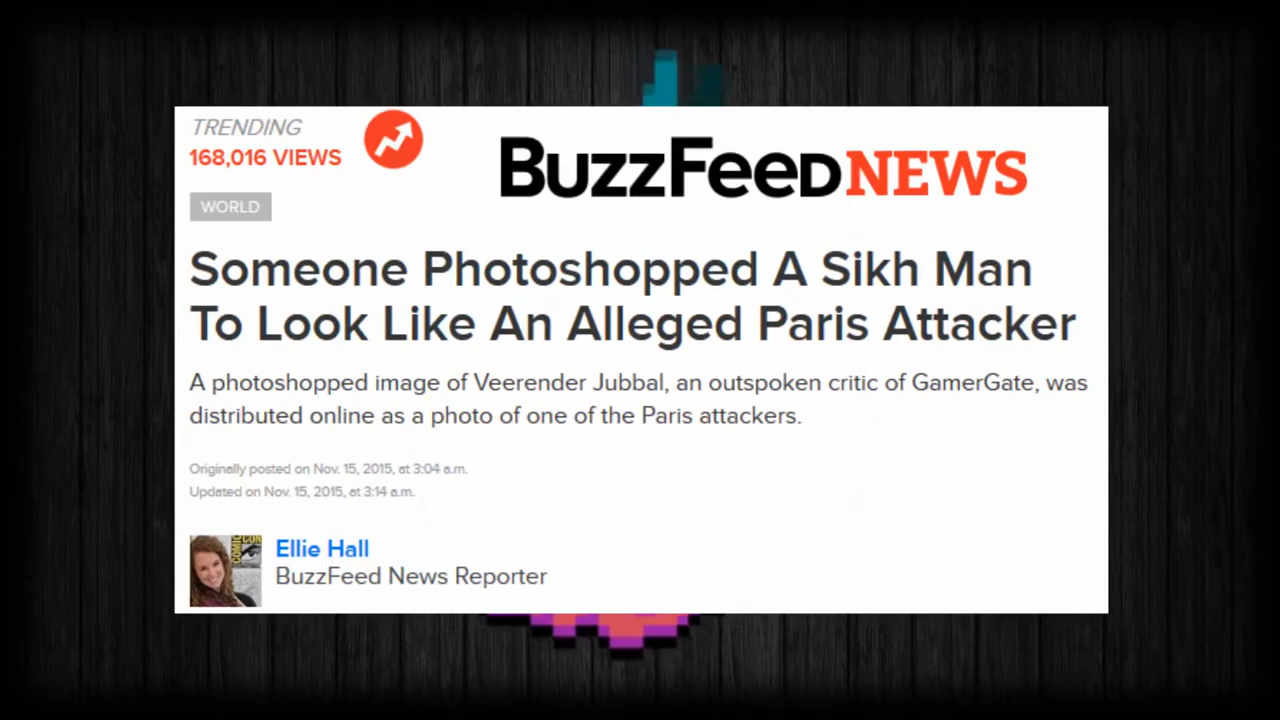 TRENDING
168,016 VIEWS
BUZZFEED NEWS
WORLD
Someone Photoshopped A Sikh Man
To Look Like An Alleged Paris Attacker
A photoshopped image of Veerender Jubbal, an outspoken critic of GamerGate, was
distributed online as a photo of one of the Paris attackers.
Originally posted on Nov. 15, 2015, at 3:04 a.m.
Updated on Nov. 15, 2015, at 3:14 a.m.
COMIC CON
Ellie Hall
BuzzFeed News Reporter